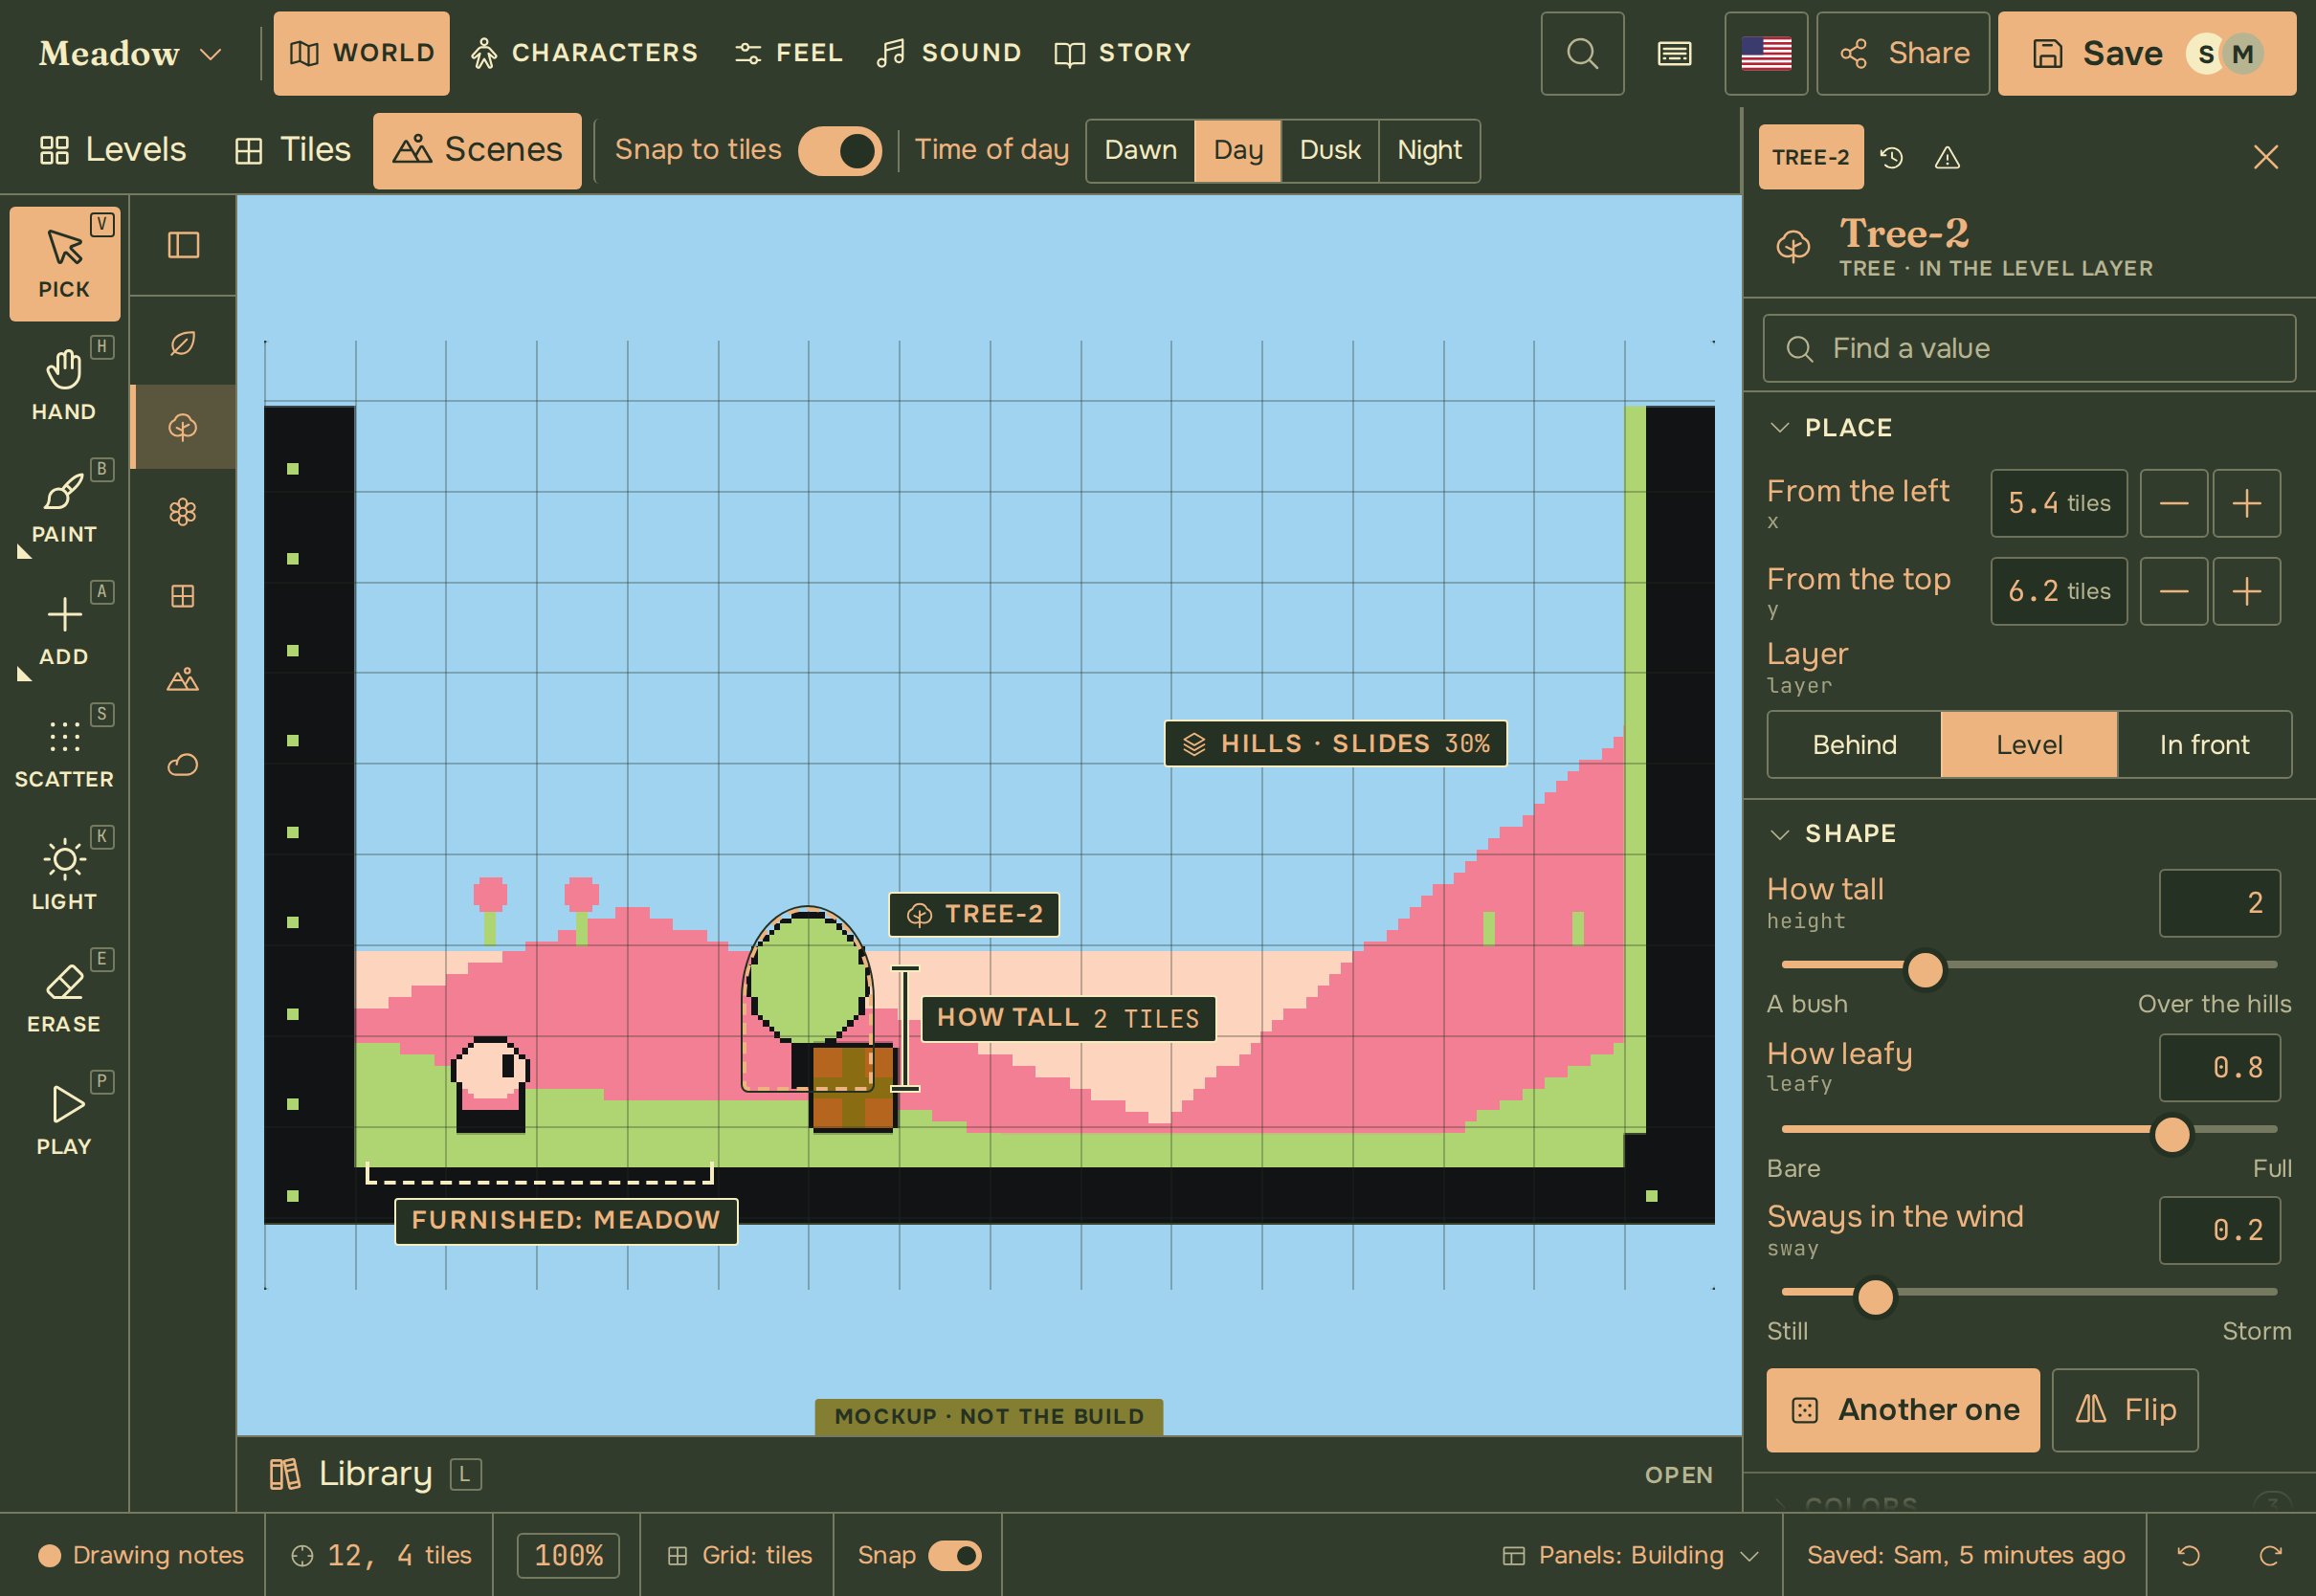 Meadow
WORLD
CHARACTERS
FEEL
SOUND
STORY
Share
Save
S
M
Levels
Tiles
Scenes
Snap to tiles
Time of day
Dawn
Day
Dusk
Night
TREE-2
V
PICK
H
HAND
B
PAINT
A
ADD
S
SCATTER
K
LIGHT
E
ERASE
P
PLAY
HILLS · SLIDES 30%
TREE-2
HOW TALL 2 TILES
FURNISHED: MEADOW
MOCKUP · NOT THE BUILD
Library L
OPEN
Tree-2
TREE · IN THE LEVEL LAYER
Find a value
PLACE
From the left
x
5.4 tiles
From the top
y
6.2 tiles
Layer
layer
Behind
Level
In front
SHAPE
How tall
height
2
A bush
Over the hills
How leafy
leafy
0.8
Bare
Full
Sways in the wind
sway
0.2
Still
Storm
Another one
Flip
COLORS
3
Drawing notes
12, 4 tiles
100%
Grid: tiles
Snap
Panels: Building
Saved: Sam, 5 minutes ago